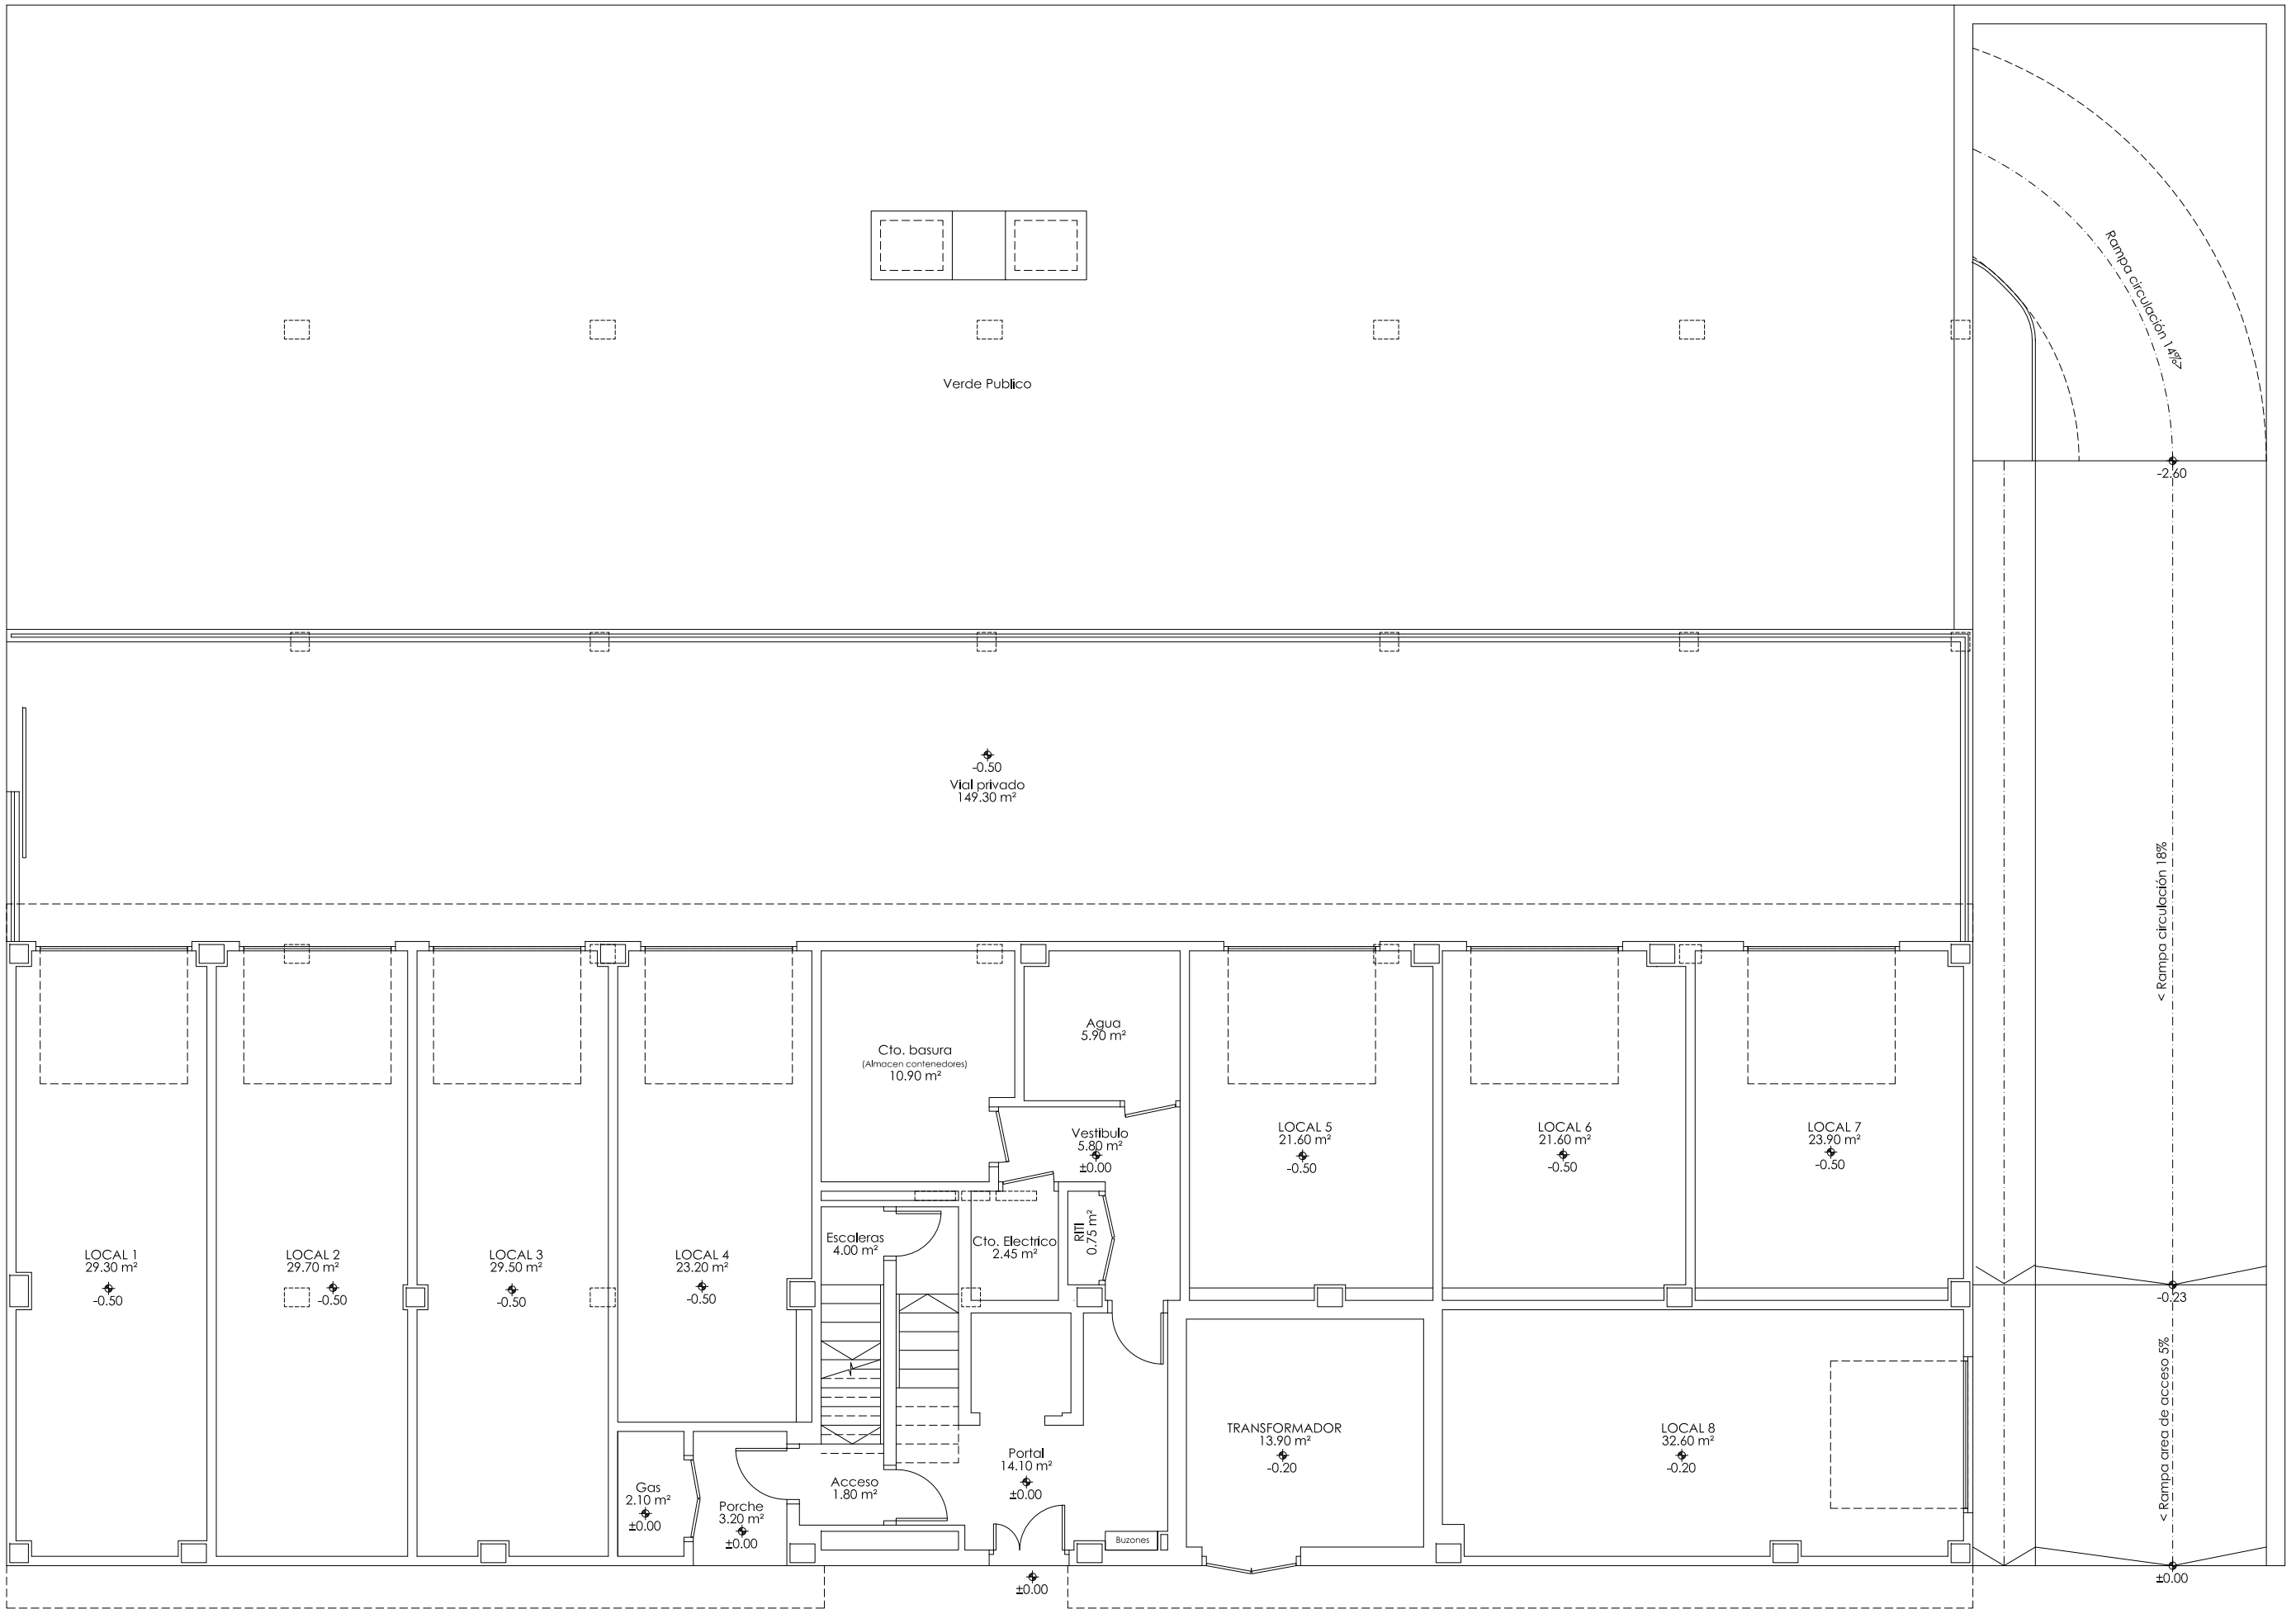 Rampa circulación 14%>
Verde Publico
-2.60
-0.50
Vial privado
149.30 m²
< Rampa circulación 18%
Agua
5.90 m²
Cto. basura
(Almacen contenedores)
10.90 m²
Vestibulo
5.80 m²
±0.00
LOCAL 5
21.60 m²
-0.50
LOCAL 6
21.60 m²
-0.50
LOCAL 7
23.90 m²
-0.50
LOCAL 1
29.30 m²
-0.50
LOCAL 2
29.70 m²
-0.50
LOCAL 3
29.50 m²
-0.50
LOCAL 4
23.20 m²
-0.50
Escaleras
4.00 m²
Cto. Electrico
2.45 m²
RITI
0.75 m²
-0.23
< Rampa area de acceso 5%
TRANSFORMADOR
13.90 m²
-0.20
LOCAL 8
32.60 m²
-0.20
Portal
14.10 m²
±0.00
Acceso
1.80 m²
Gas
2.10 m²
±0.00
Porche
3.20 m²
±0.00
Buzones
±0.00
±0.00